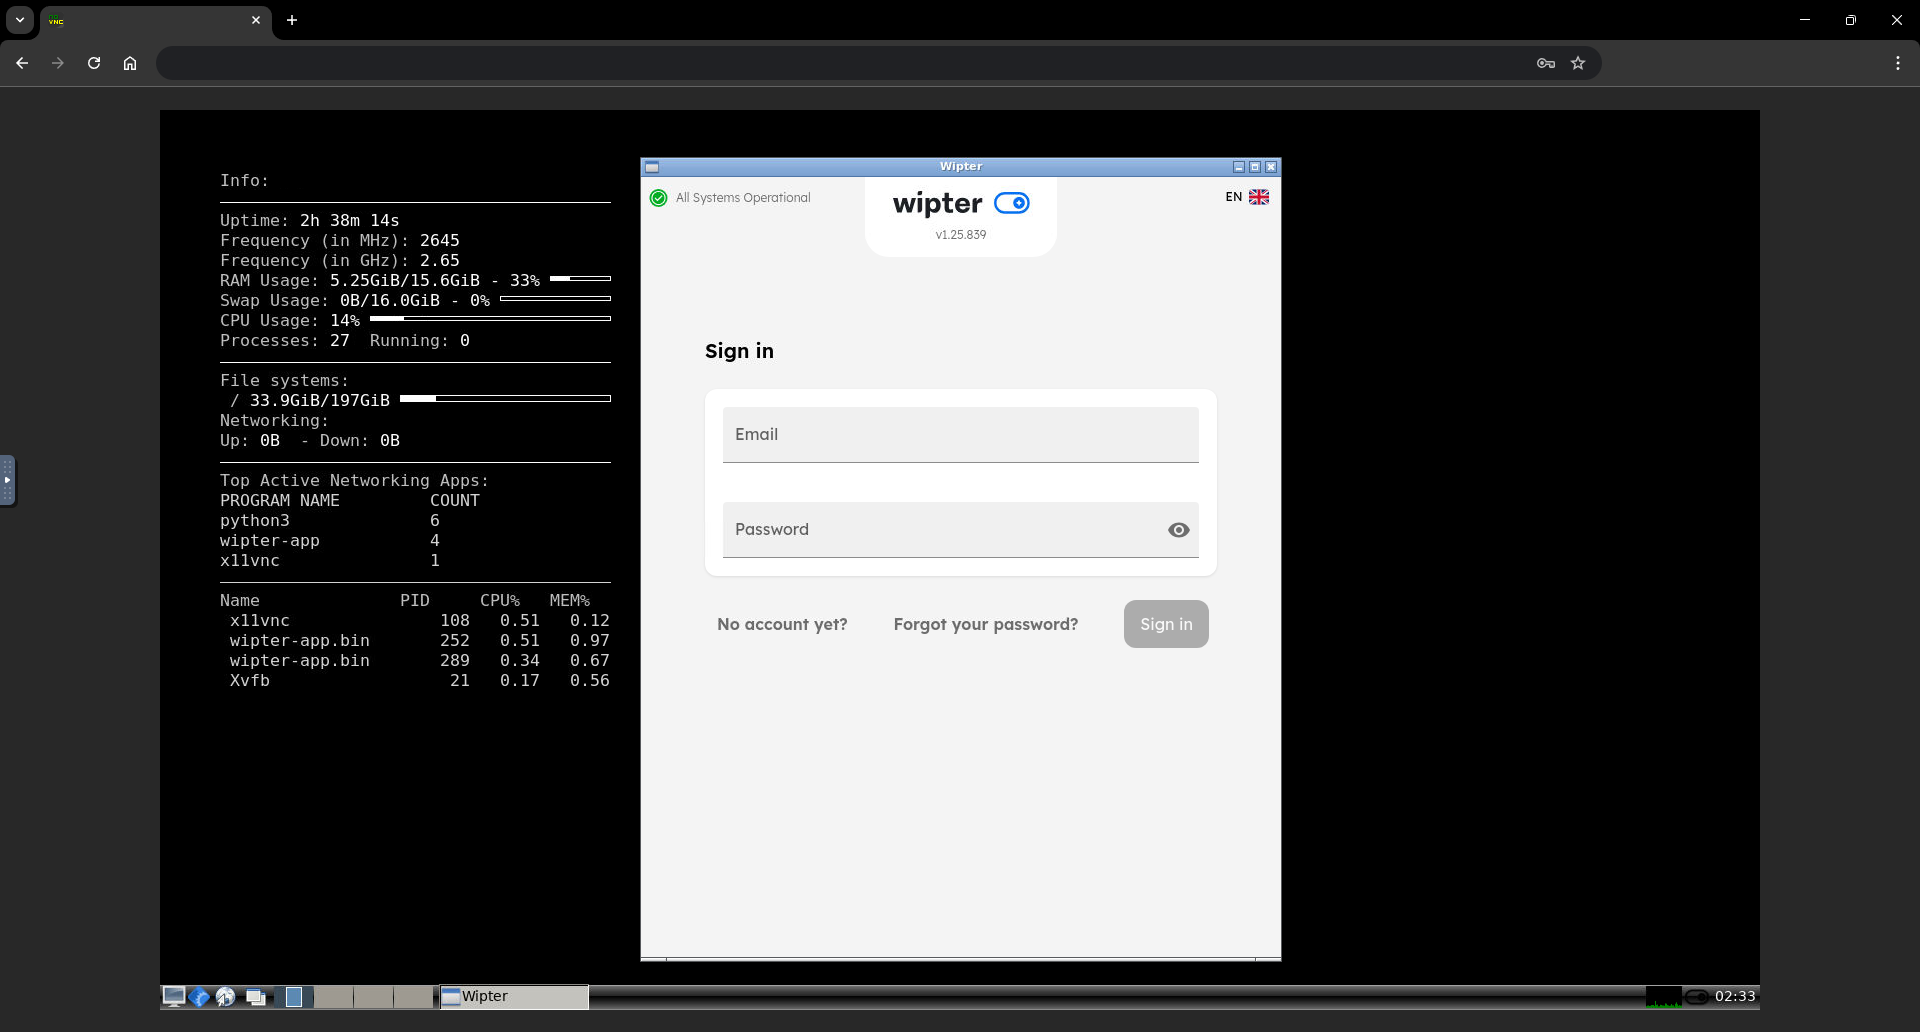 VNC
Info:
Uptime: 2h 38m 14s
Frequency (in MHz): 2645
Frequency (in GHz): 2.65
RAM Usage: 5.25GiB/15.6GiB - 33%
Swap Usage: 0B/16.0GiB - 0%
CPU Usage: 14%
Processes: 27 Running: 0
File systems:
/ 33.9GiB/197GiB
Networking:
Up: 0B - Down: 0B
Top Active Networking Apps:
PROGRAM NAME COUNT
python3 6
wipter-app 4
x11vnc 1
Name PID CPU% MEM%
x11vnc 108 0.51 0.12
wipter-app.bin 252 0.51 0.97
wipter-app.bin 289 0.34 0.67
Xvfb 21 0.17 0.56
Wipter
All Systems Operational
wipter
v1.25.839
EN
Sign in
Email
Password
No account yet?
Forgot your password?
Sign in
Wipter
02:33